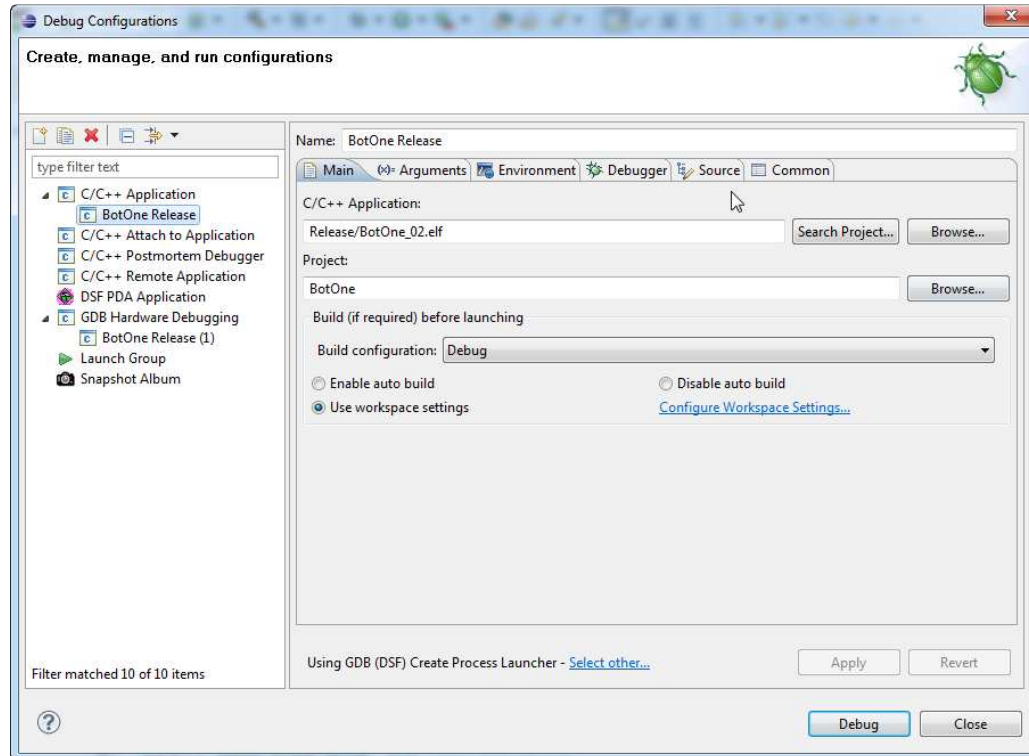 Debug Configurations
Create, manage, and run configurations
type filter text
C/C++ Application
BotOne Release
C/C++ Attach to Application
C/C++ Postmortem Debugger
C/C++ Remote Application
DSF PDA Application
GDB Hardware Debugging
BotOne Release (1)
Launch Group
Snapshot Album
Filter matched 10 of 10 items
Name: BotOne Release
Main (x)= Arguments Environment Debugger Source Common
C/C++ Application:
Release/BotOne_02.elf Search Project... Browse...
Project:
BotOne Browse...
Build (if required) before launching
Build configuration: Debug
Enable auto build Disable auto build
Use workspace settings Configure Workspace Settings...
Using GDB (DSF) Create Process Launcher - Select other... Apply Revert
? Debug Close